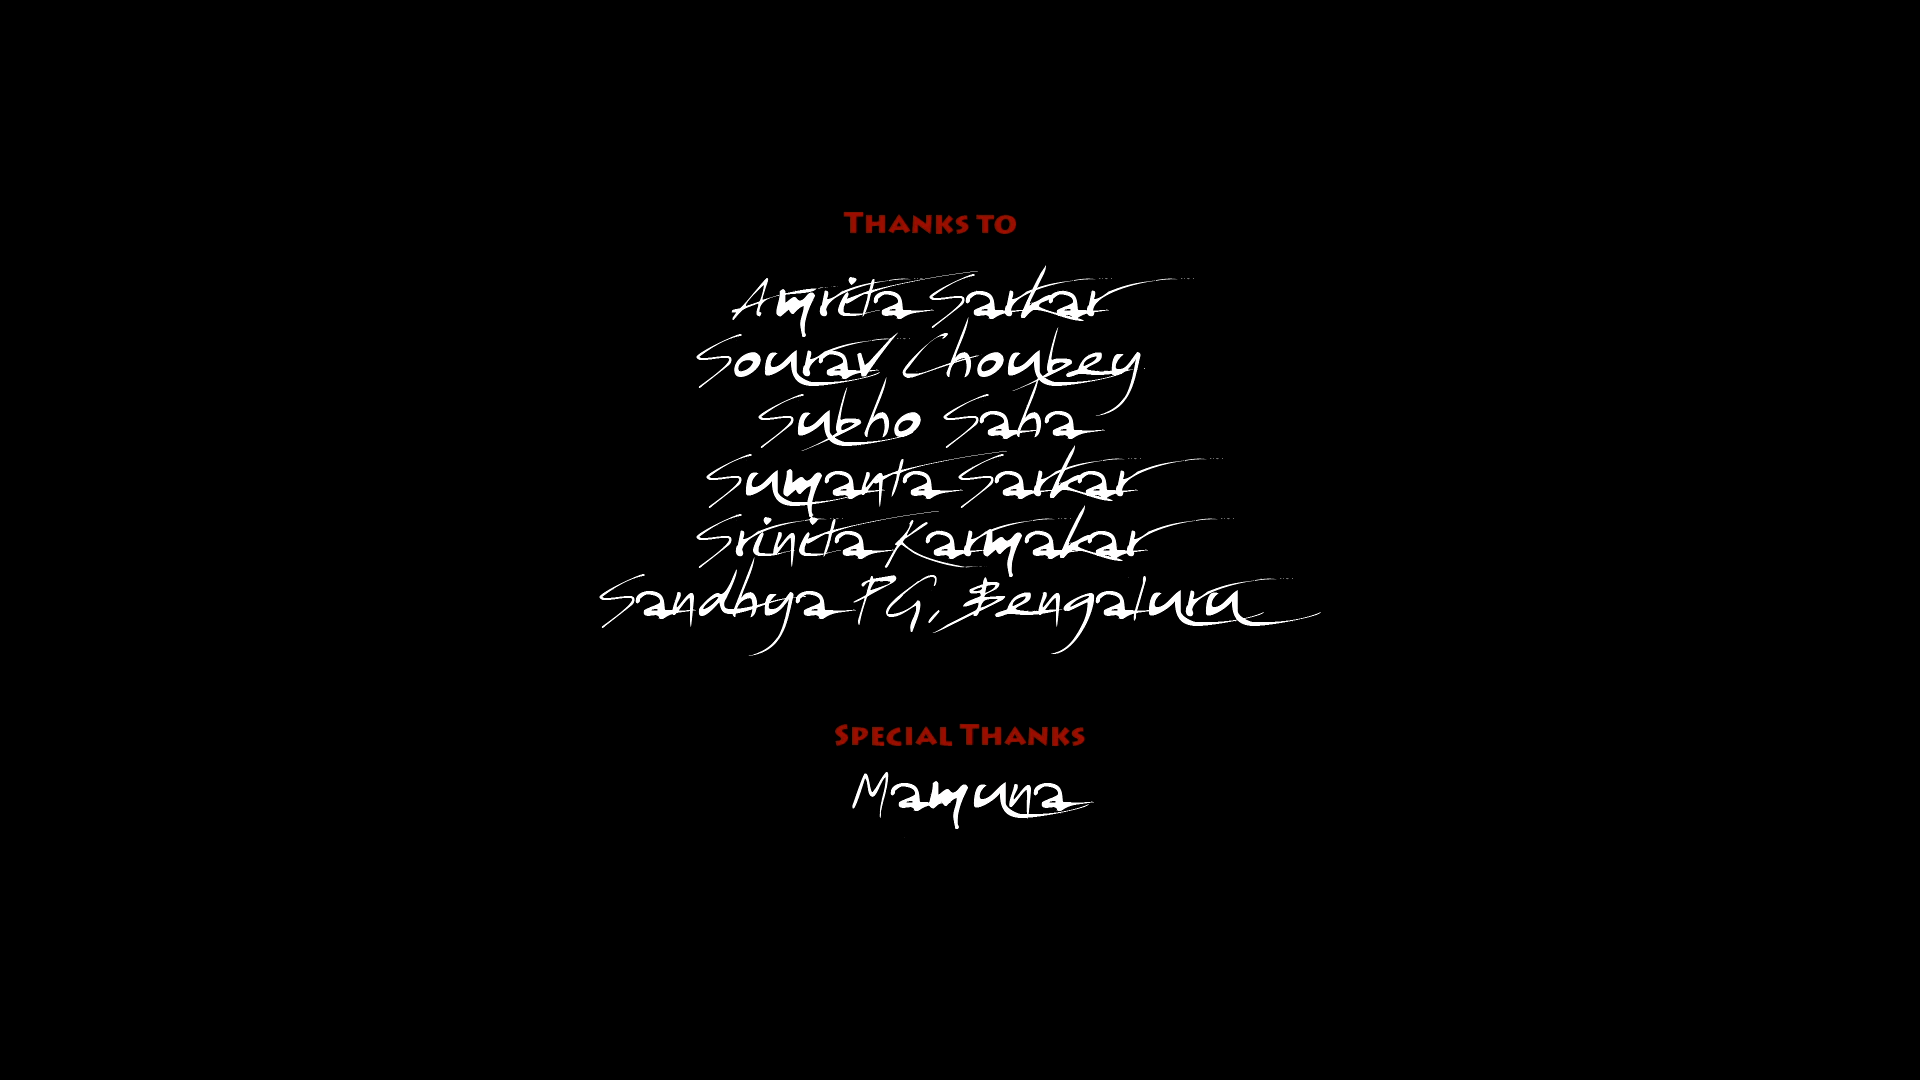 Thanks to
Amrita Sarkar
Sourav Choubey
Subho Saha
Sumanta Sarkar
Srinita Karmakar
Sandhya PG, Bengaluru
Special Thanks
Mamuna